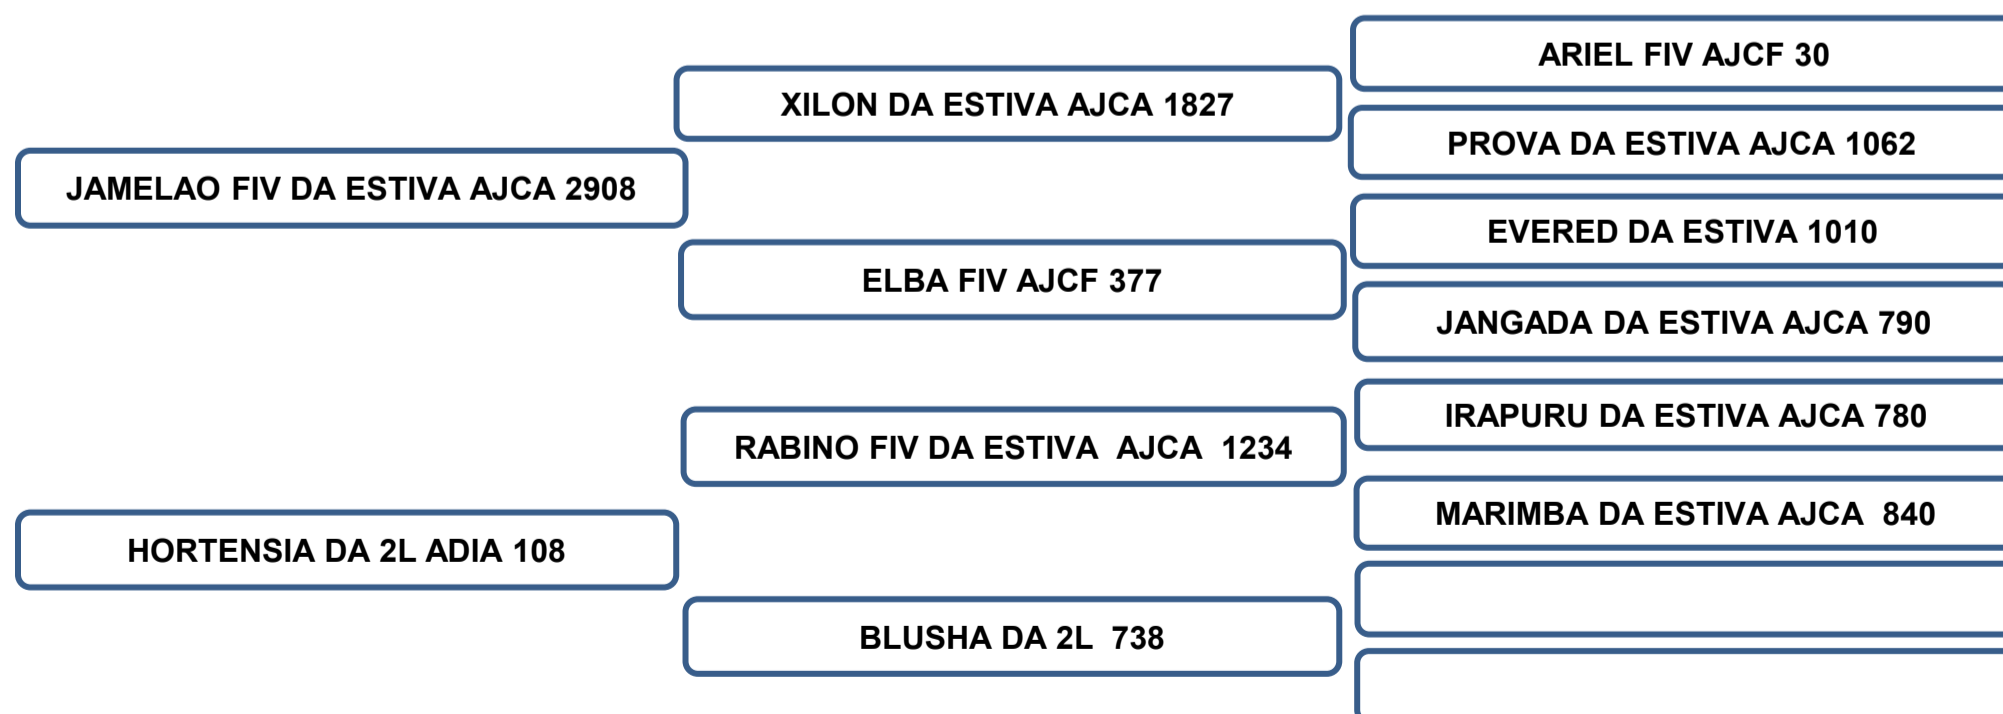 ARIEL FIV AJCF 30
XILON DA ESTIVA AJCA 1827
PROVA DA ESTIVA AJCA 1062
JAMELAO FIV DA ESTIVA AJCA 2908
EVERED DA ESTIVA 1010
ELBA FIV AJCF 377
JANGADA DA ESTIVA AJCA 790
IRAPURU DA ESTIVA AJCA 780
RABINO FIV DA ESTIVA  AJCA  1234
MARIMBA DA ESTIVA AJCA  840
HORTENSIA DA 2L ADIA 108
BLUSHA DA 2L  738